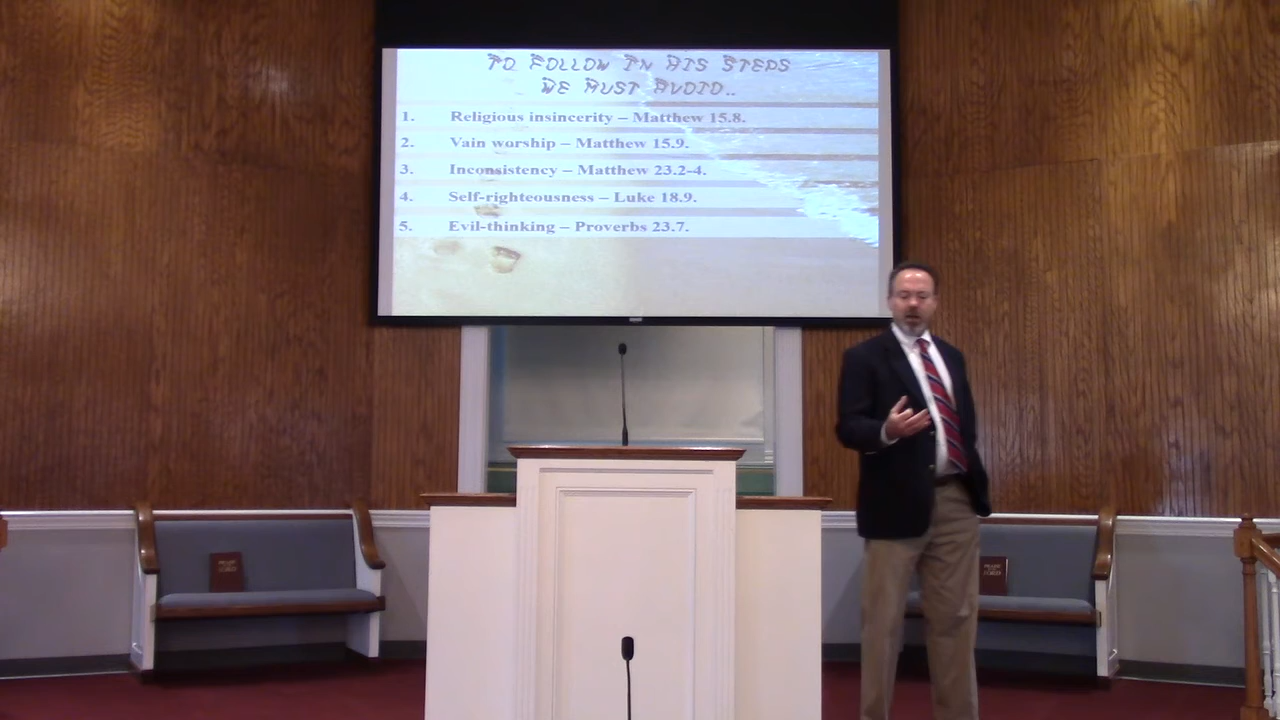 To Follow In His Steps
We Must Avoid..
1. Religious insincerity – Matthew 15.8.
2. Vain worship – Matthew 15.9.
3. Inconsistency – Matthew 23.2-4.
4. Self-righteousness – Luke 18.9.
5. Evil-thinking – Proverbs 23.7.